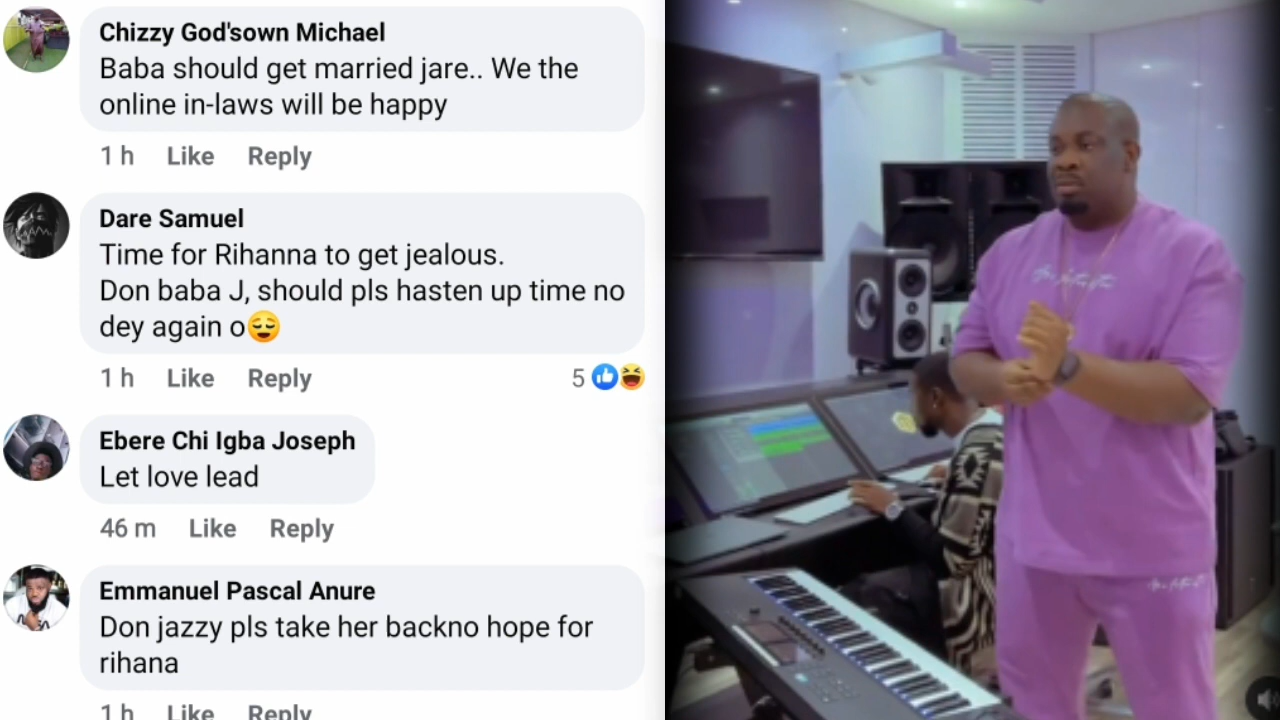 Chizzy God'sown Michael
Baba should get married jare.. We the
online in-laws will be happy
1 h Like Reply
Dare Samuel
Time for Rihanna to get jealous.
Don baba J, should pls hasten up time no
dey again o😌
1 h Like Reply 5
Ebere Chi Igba Joseph
Let love lead
46 m Like Reply
Emmanuel Pascal Anure
Don jazzy pls take her backno hope for
rihana
1 h Like Reply